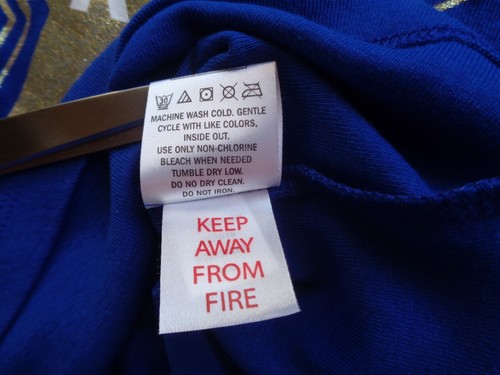 30
MACHINE WASH COLD. GENTLE
CYCLE WITH LIKE COLORS,
INSIDE OUT.
USE ONLY NON-CHLORINE
BLEACH WHEN NEEDED
TUMBLE DRY LOW.
DO NO DRY CLEAN.
DO NOT IRON.
KEEP
AWAY
FROM
FIRE